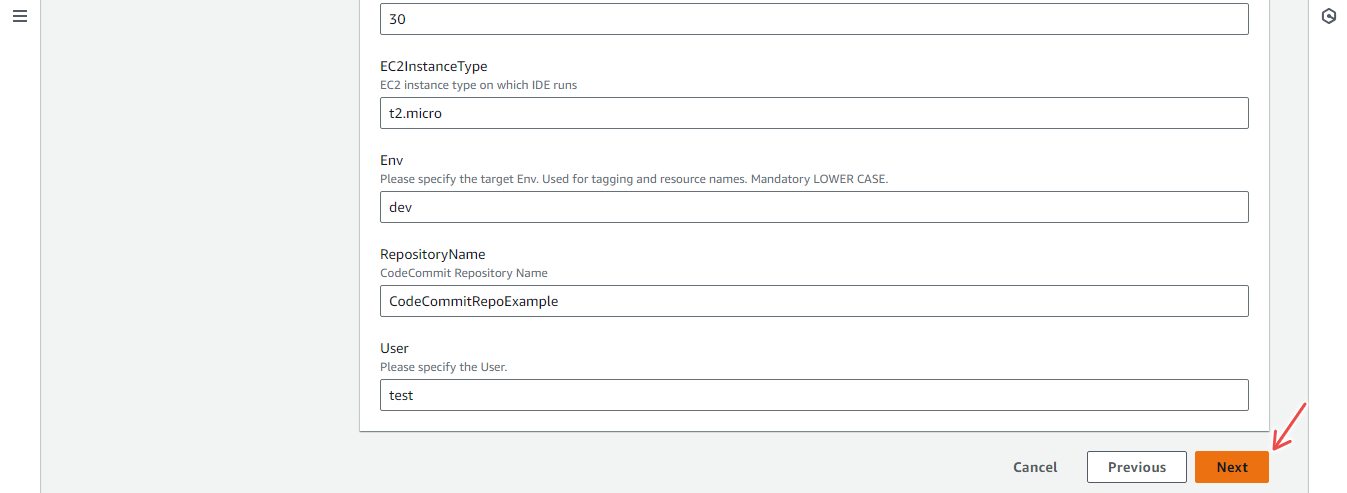 30
EC2InstanceType
EC2 instance type on which IDE runs
t2.micro
Env
Please specify the target Env. Used for tagging and resource names. Mandatory LOWER CASE.
dev
RepositoryName
CodeCommit Repository Name
CodeCommitRepoExample
User
Please specify the User.
test
Cancel Previous Next